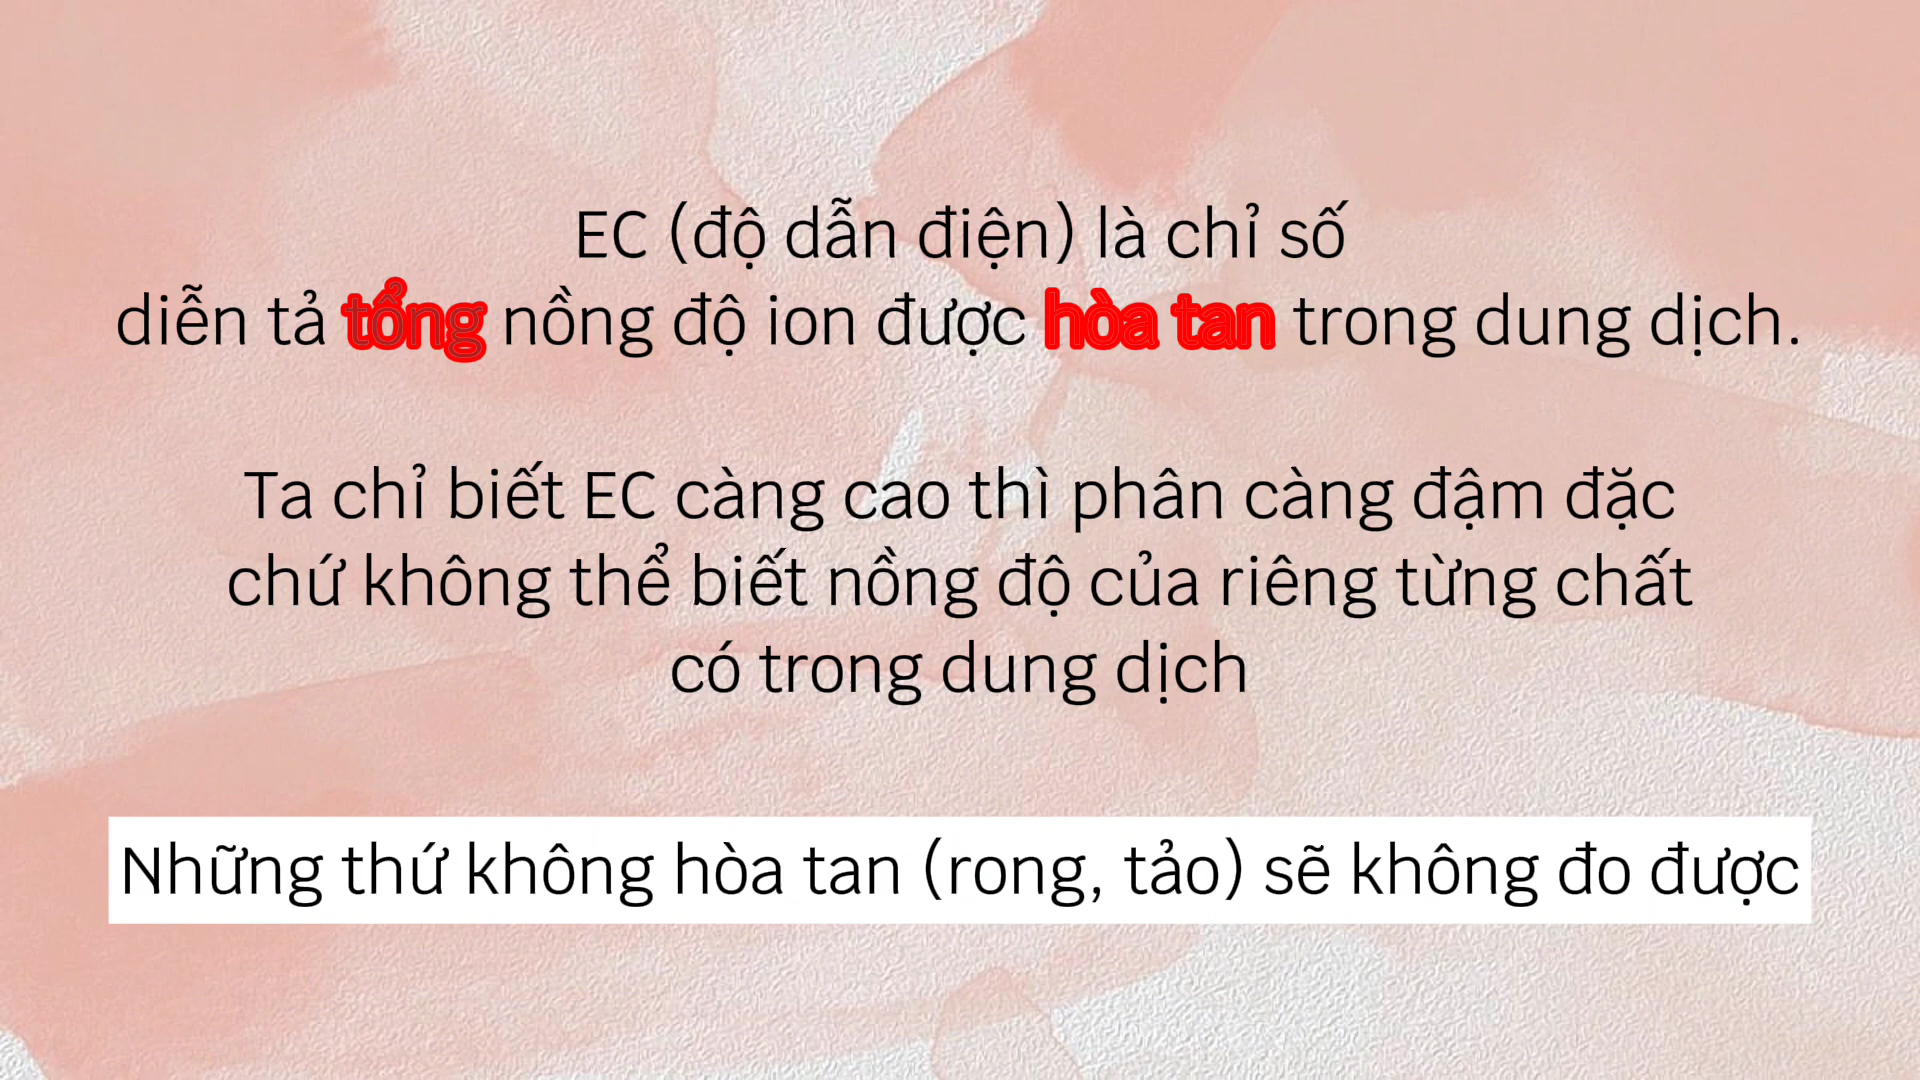 EC (độ dẫn điện) là chỉ số
diễn tả tổng nồng độ ion được hòa tan trong dung dịch.
Ta chỉ biết EC càng cao thì phân càng đậm đặc
chứ không thể biết nồng độ của riêng từng chất
có trong dung dịch
Những thứ không hòa tan (rong, tảo) sẽ không đo được